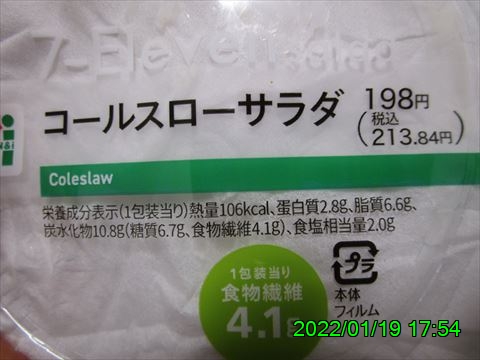 7-Eleven
コールスローサラダ 198円
(税込
213.84円)
Coleslaw
栄養成分表示(1包装当り)熱量106kcal、蛋白質2.8g、脂質6.6g、
炭水化物10.8g(糖質6.7g、食物繊維4.1g)、食塩相当量2.0g
1包装当り
食物繊維
4.1g
プラ
本体
フィルム
2022/01/19 17:54